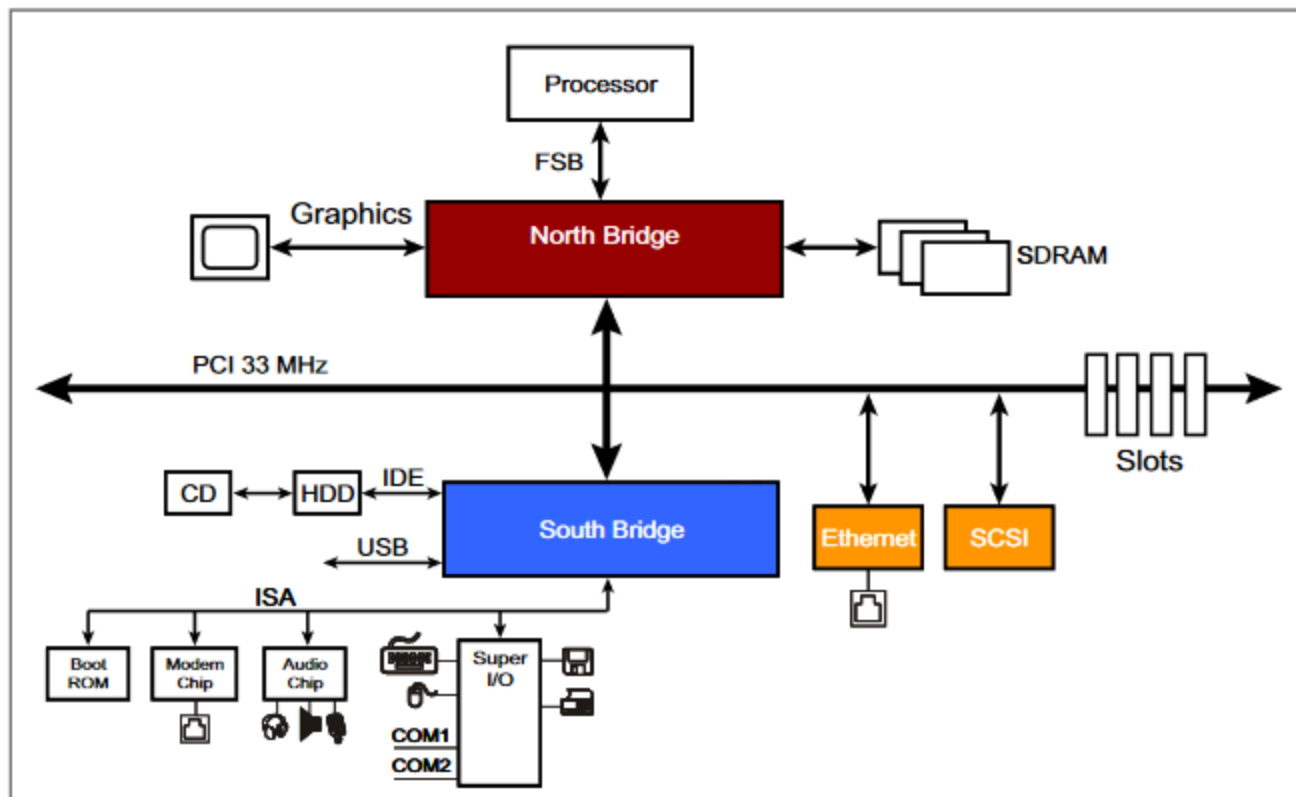 Processor
FSB
Graphics
North Bridge
SDRAM
PCI 33 MHz
Slots
CD
HDD
IDE
South Bridge
Ethernet
SCSI
USB
ISA
Boot
ROM
Modem
Chip
Audio
Chip
Super
I/O
COM1
COM2